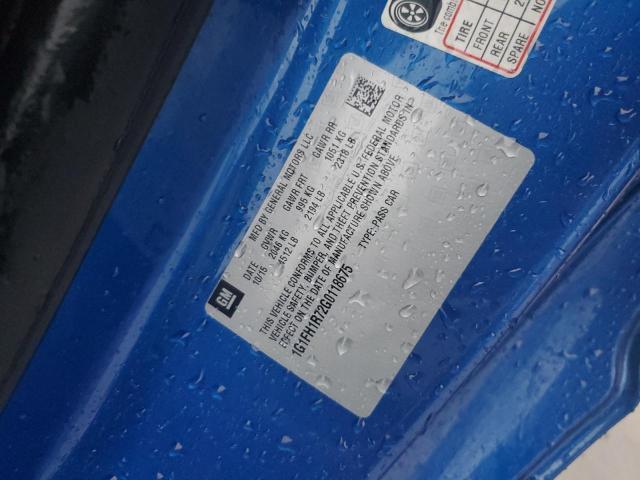 GM
MFD BY GENERAL MOTORS LLC
DATE GVWR GAWR FRT GAWR RR
10/15 2046 KG 995 KG 1051 KG
4512 LB 2194 LB 2318 LB
THIS VEHICLE CONFORMS TO ALL APPLICABLE U.S. FEDERAL MOTOR
VEHICLE SAFETY, BUMPER, AND THEFT PREVENTION STANDARDS IN
EFFECT ON THE DATE OF MANUFACTURE SHOWN ABOVE.
1G1FH1R72G0118675 TYPE: PASS CAR
TIRE
FRONT
REAR
SPARE